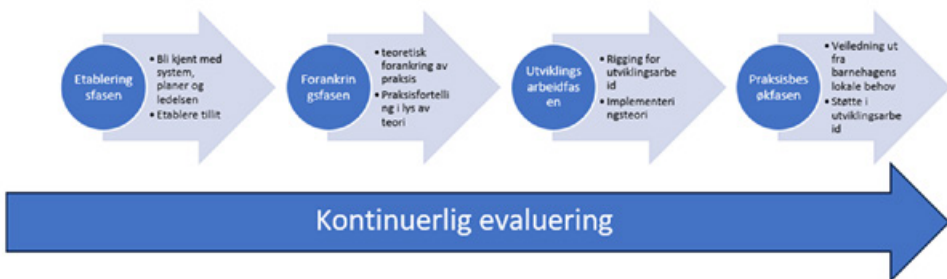 Etablering
sfasen
• Bli kjent med
system,
planer og
ledelsen
• Etablere tillit
Forankrin
gsfasen
• teoretisk
forankring av
praksis
• Praksisfortelli
ng i lys av
teori
Utviklings
arbeidfas
en
• Rigging for
utviklingsarbe
id
• Implementeri
ngsteori
Praksisbes
økfasen
• Veiledning ut
fra
barnehagens
lokale behov
• Støtte i
utviklingsarbe
id
Kontinuerlig evaluering